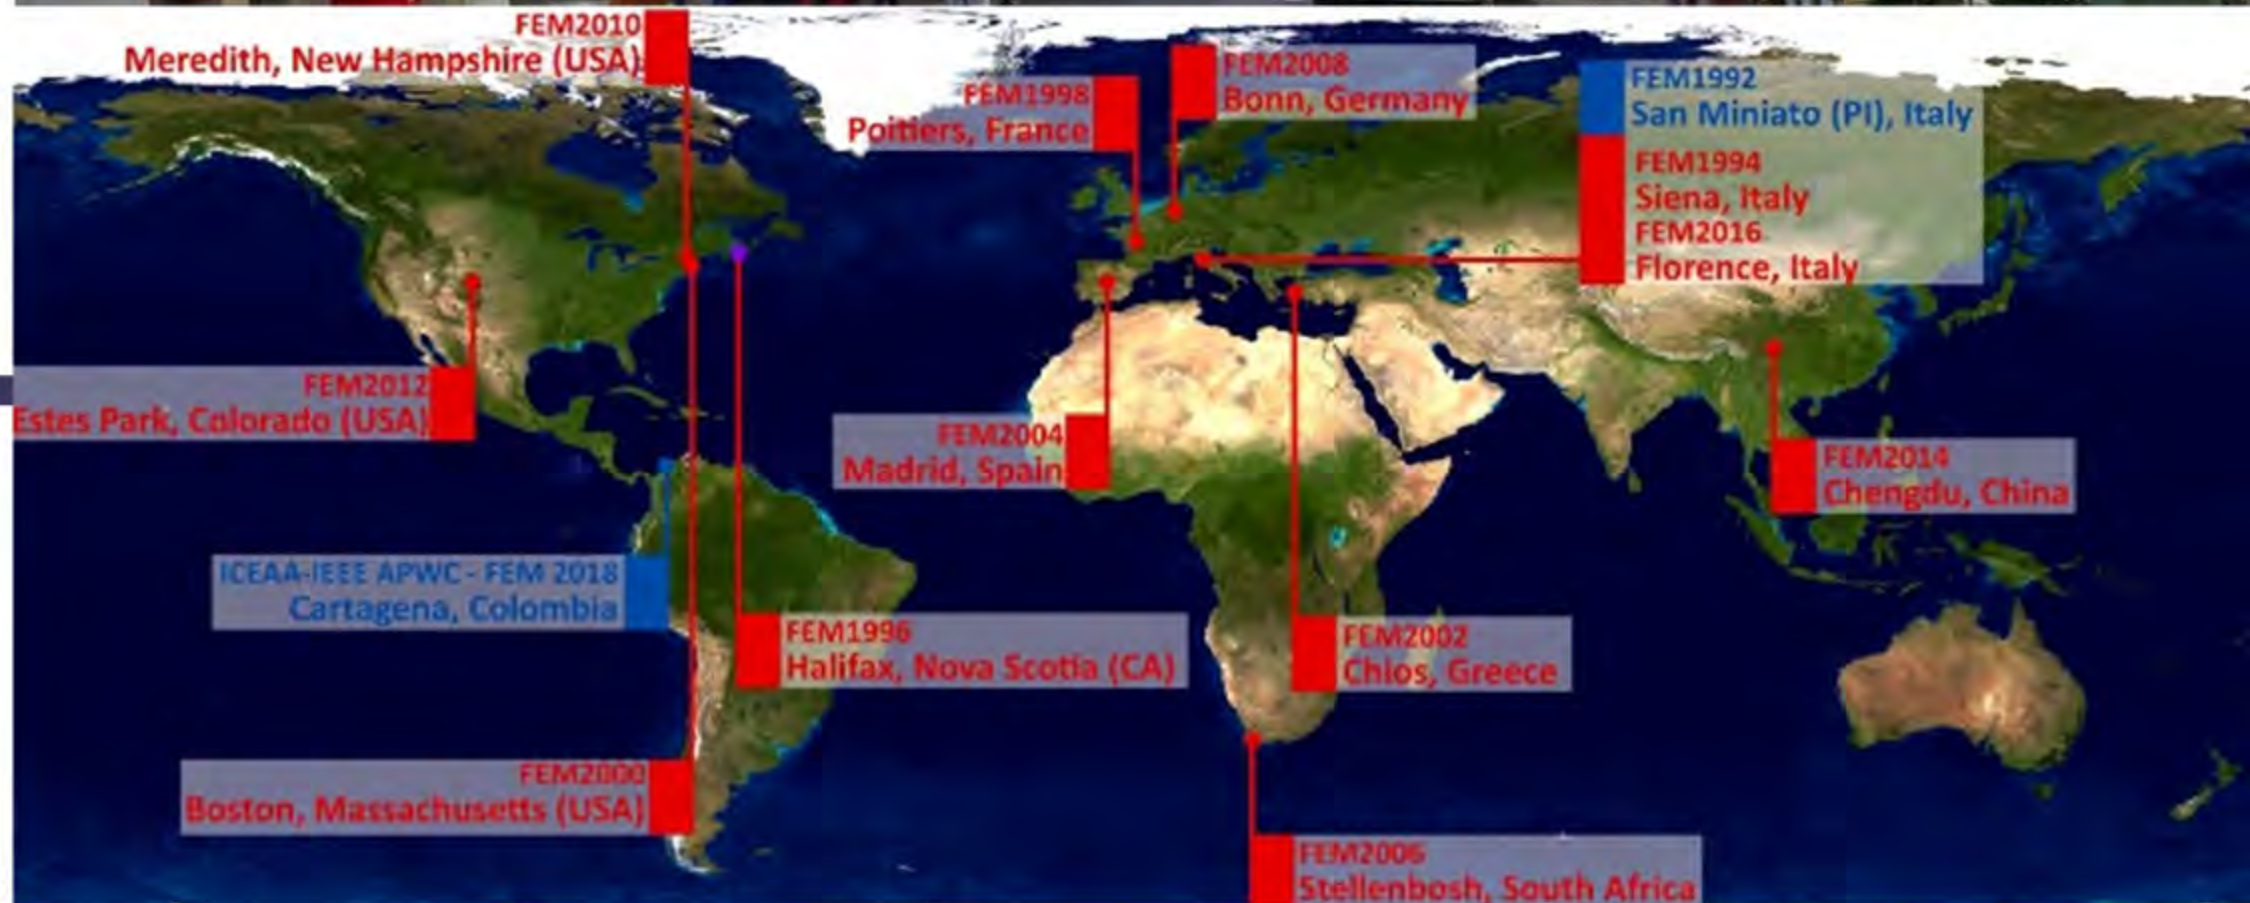 FEM2010
Meredith, New Hampshire (USA)
FEM1998
Poitiers, France
FEM2008
Bonn, Germany
FEM1992
San Miniato (PI), Italy
FEM1994
Siena, Italy
FEM2016
Florence, Italy
FEM2012
Estes Park, Colorado (USA)
FEM2004
Madrid, Spain
FEM2014
Chengdu, China
ICEAA-IEEE APWC - FEM 2018
Cartagena, Colombia
FEM1996
Halifax, Nova Scotia (CA)
FEM2002
Chios, Greece
FEM2000
Boston, Massachusetts (USA)
FEM2006
Stellenbosh, South Africa